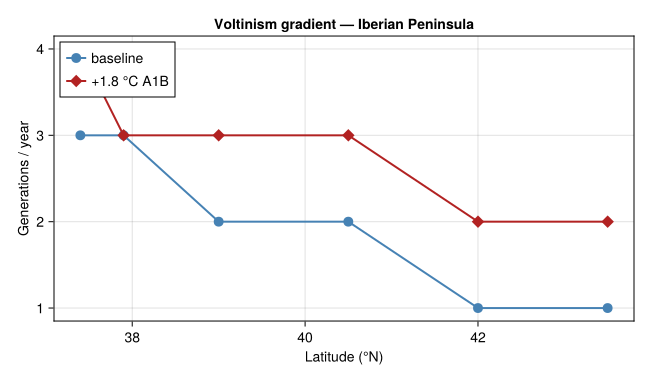 Voltinism gradient — Iberian Peninsula
baseline
+1.8 °C A1B
Generations / year
4
3
2
1
38
40
42
Latitude (°N)